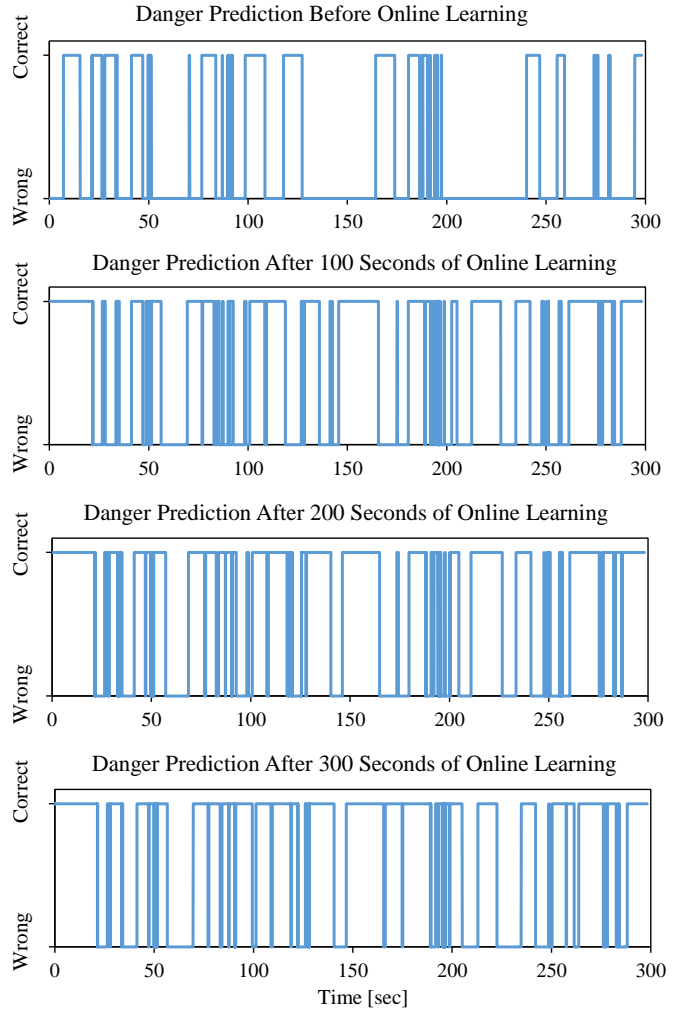 Danger Prediction Before Online Learning
Correct
Wrong
0 50 100 150 200 250 300
Danger Prediction After 100 Seconds of Online Learning
Correct
Wrong
0 50 100 150 200 250 300
Danger Prediction After 200 Seconds of Online Learning
Correct
Wrong
0 50 100 150 200 250 300
Danger Prediction After 300 Seconds of Online Learning
Correct
Wrong
0 50 100 150 200 250 300
Time [sec]